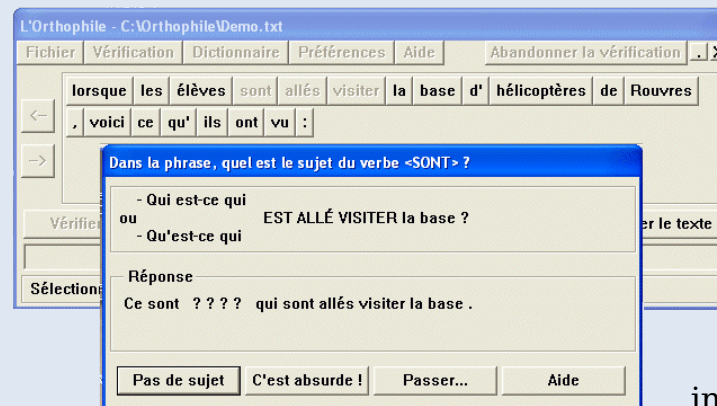 L'Orthophile - C:\Orthophile\Demo.txt
Fichier Vérification Dictionnaire Préférences Aide Abandonner la vérification
lorsque les élèves sont allés visiter la base d' hélicoptères de Rouvres
<- , voici ce qu' ils ont vu :
->
Dans la phrase, quel est le sujet du verbe <SONT> ?
- Qui est-ce qui
ou EST ALLÉ VISITER la base ?
- Qu'est-ce qui
Vérifier er le texte
Réponse
Sélection
Ce sont ???? qui sont allés visiter la base .
Pas de sujet C'est absurde ! Passer... Aide
in